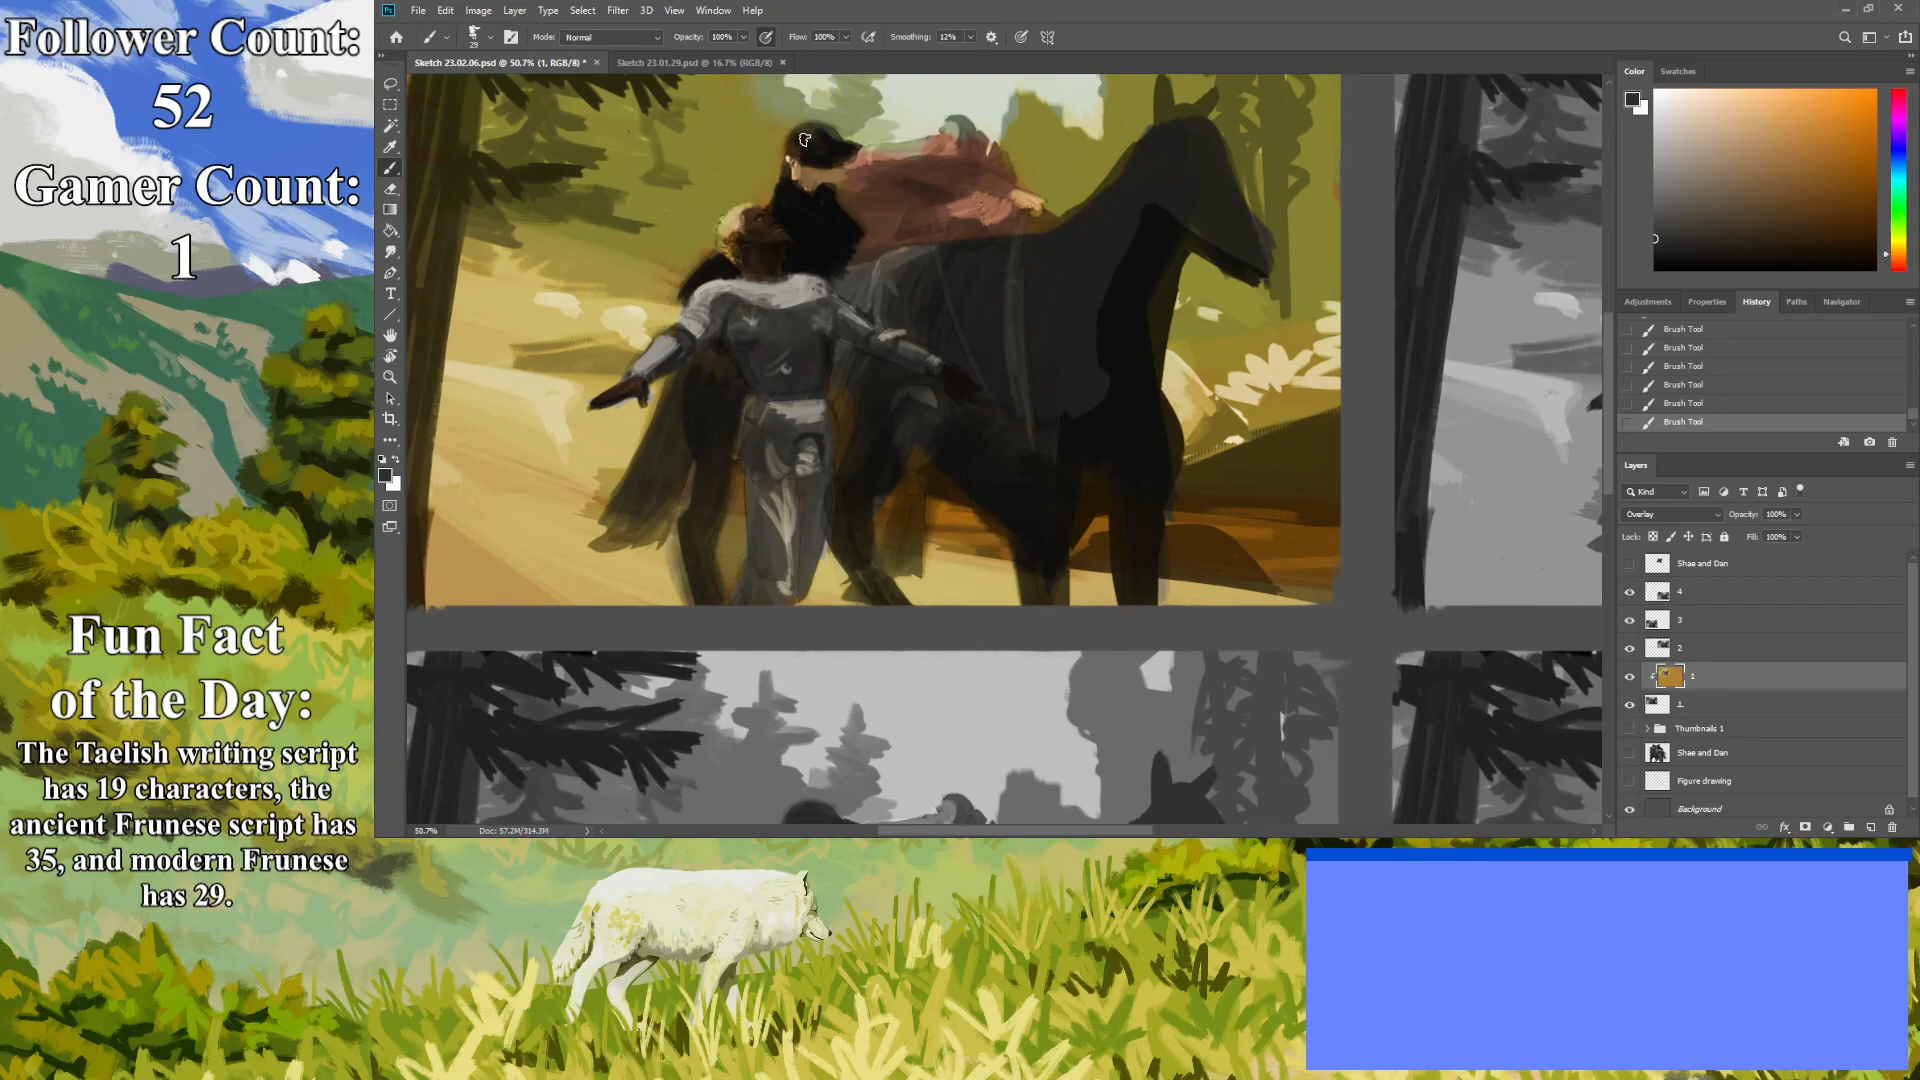 Follower Count:
52
Gamer Count:
1
Fun Fact
of the Day:
The Taelish writing script
has 19 characters, the
ancient Frunese script has
35, and modern Frunese
has 29.
Ps File Edit Image Layer Type Select Filter 3D View Window Help
29 Mode: Normal Opacity: 100% Flow: 100% Smoothing: 12%
Sketch 23.02.06.psd @ 50.7% (1, RGB/8) * × Sketch 23.01.29.psd @ 16.7% (RGB/8) ×
Color Swatches
Adjustments Properties History Paths Navigator
Brush Tool
Brush Tool
Brush Tool
Brush Tool
Brush Tool
Brush Tool
Layers
Kind
Overlay Opacity: 100%
Lock: Fill: 100%
Shae and Dan
4
3
2
1
1
Thumbnails 1
Shae and Dan
Figure drawing
Background
50.7% Doc: 57.2M/314.3M